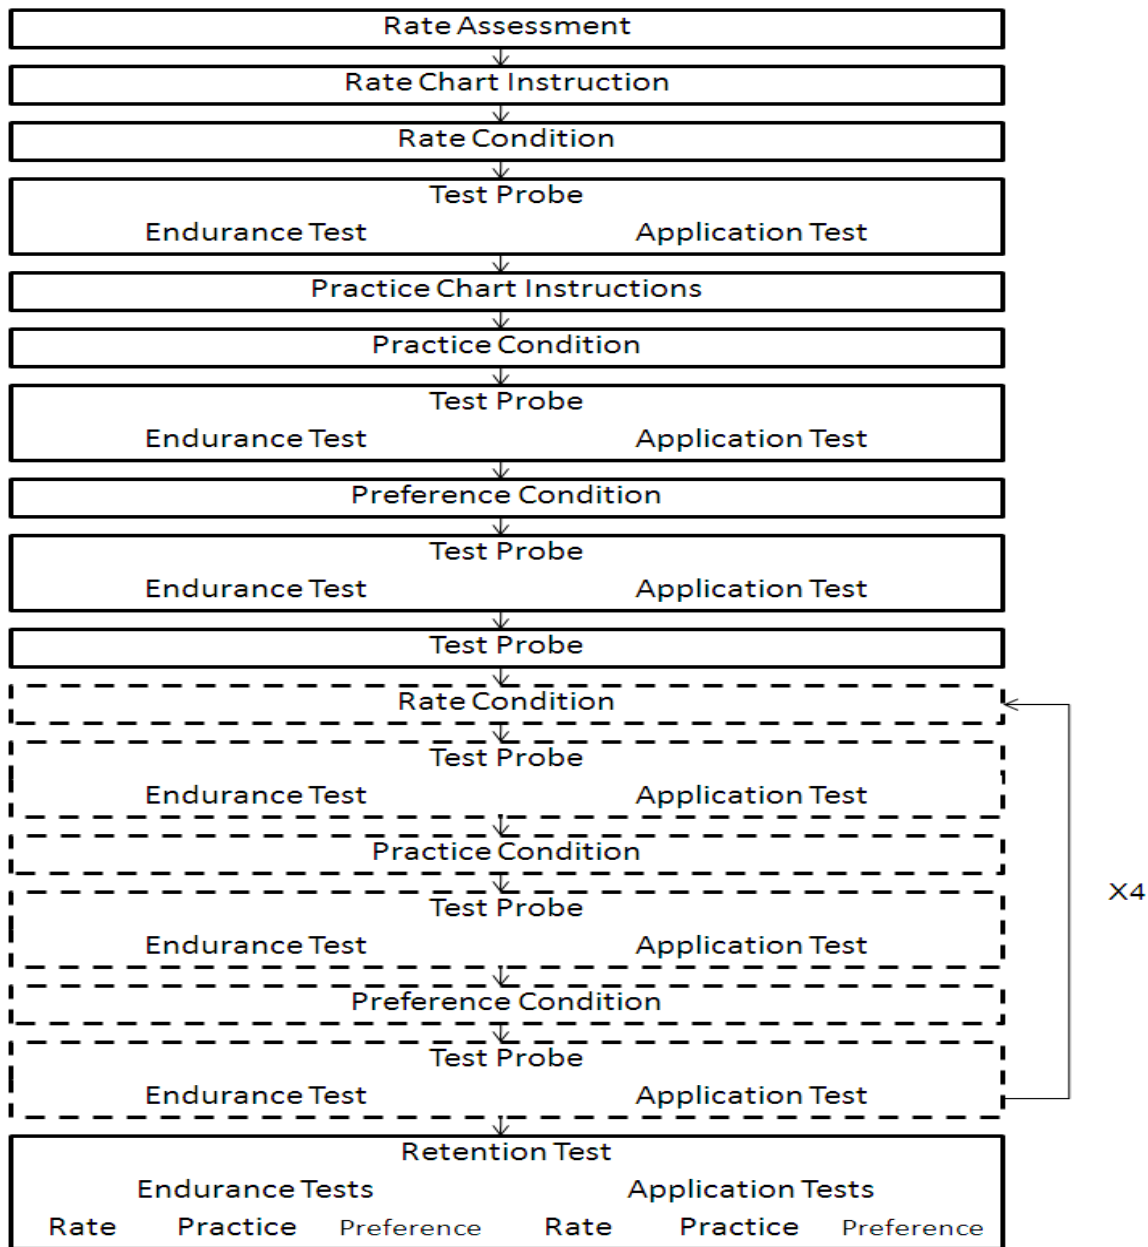 Rate Assessment
Rate Chart Instruction
Rate Condition
Test Probe
Endurance Test Application Test
Practice Chart Instructions
Practice Condition
Test Probe
Endurance Test Application Test
Preference Condition
Test Probe
Endurance Test Application Test
Test Probe
Rate Condition
Test Probe
Endurance Test Application Test
Practice Condition
X4
Test Probe
Endurance Test Application Test
Preference Condition
Test Probe
Endurance Test Application Test
Retention Test
Endurance Tests Application Tests
Rate Practice Preference Rate Practice Preference